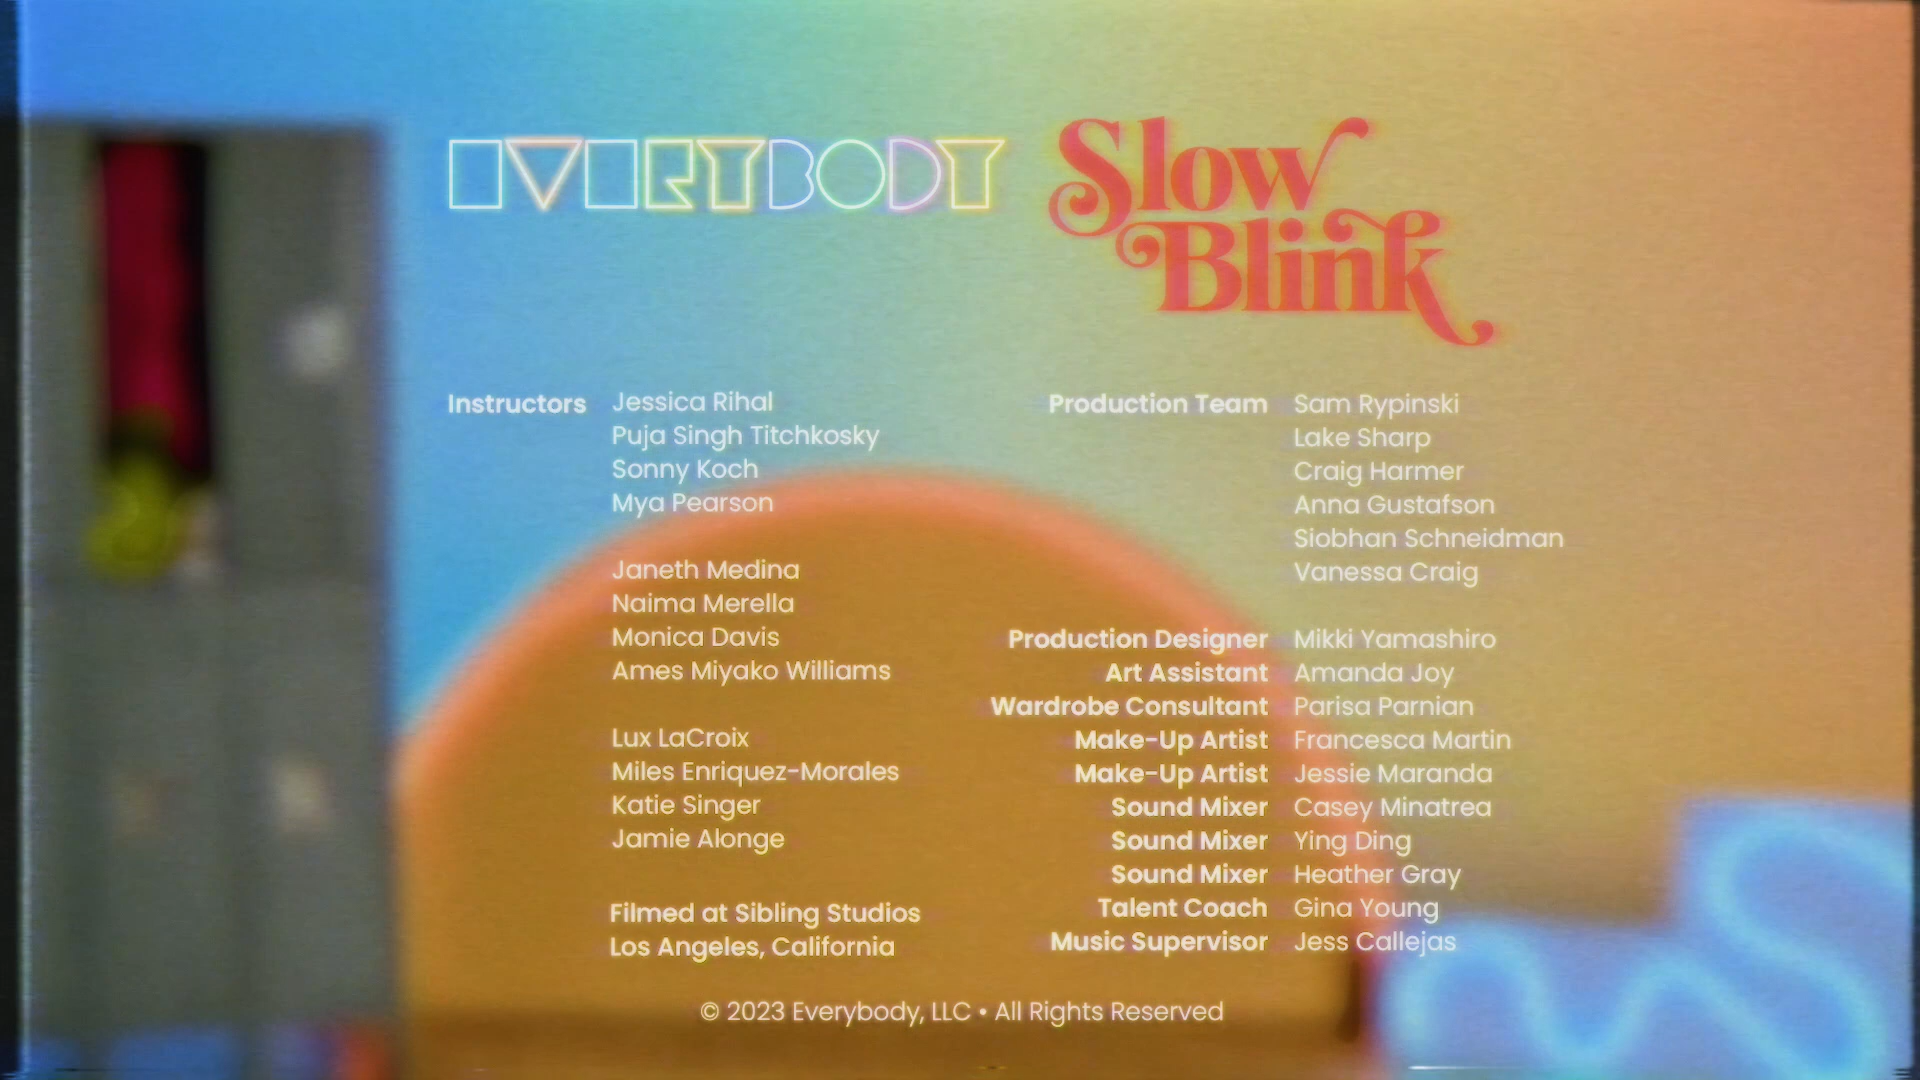 EVERYBODY
Slow
Blink
Instructors Jessica Rihal
Puja Singh Titchkosky
Sonny Koch
Mya Pearson
Janeth Medina
Naima Merella
Monica Davis
Ames Miyako Williams
Lux LaCroix
Miles Enriquez-Morales
Katie Singer
Jamie Alonge
Filmed at Sibling Studios
Los Angeles, California
Production Team Sam Rypinski
Lake Sharp
Craig Harmer
Anna Gustafson
Siobhan Schneidman
Vanessa Craig
Production Designer Mikki Yamashiro
Art Assistant Amanda Joy
Wardrobe Consultant Parisa Parnian
Make-Up Artist Francesca Martin
Make-Up Artist Jessie Maranda
Sound Mixer Casey Minatrea
Sound Mixer Ying Ding
Sound Mixer Heather Gray
Talent Coach Gina Young
Music Supervisor Jess Callejas
© 2023 Everybody, LLC • All Rights Reserved